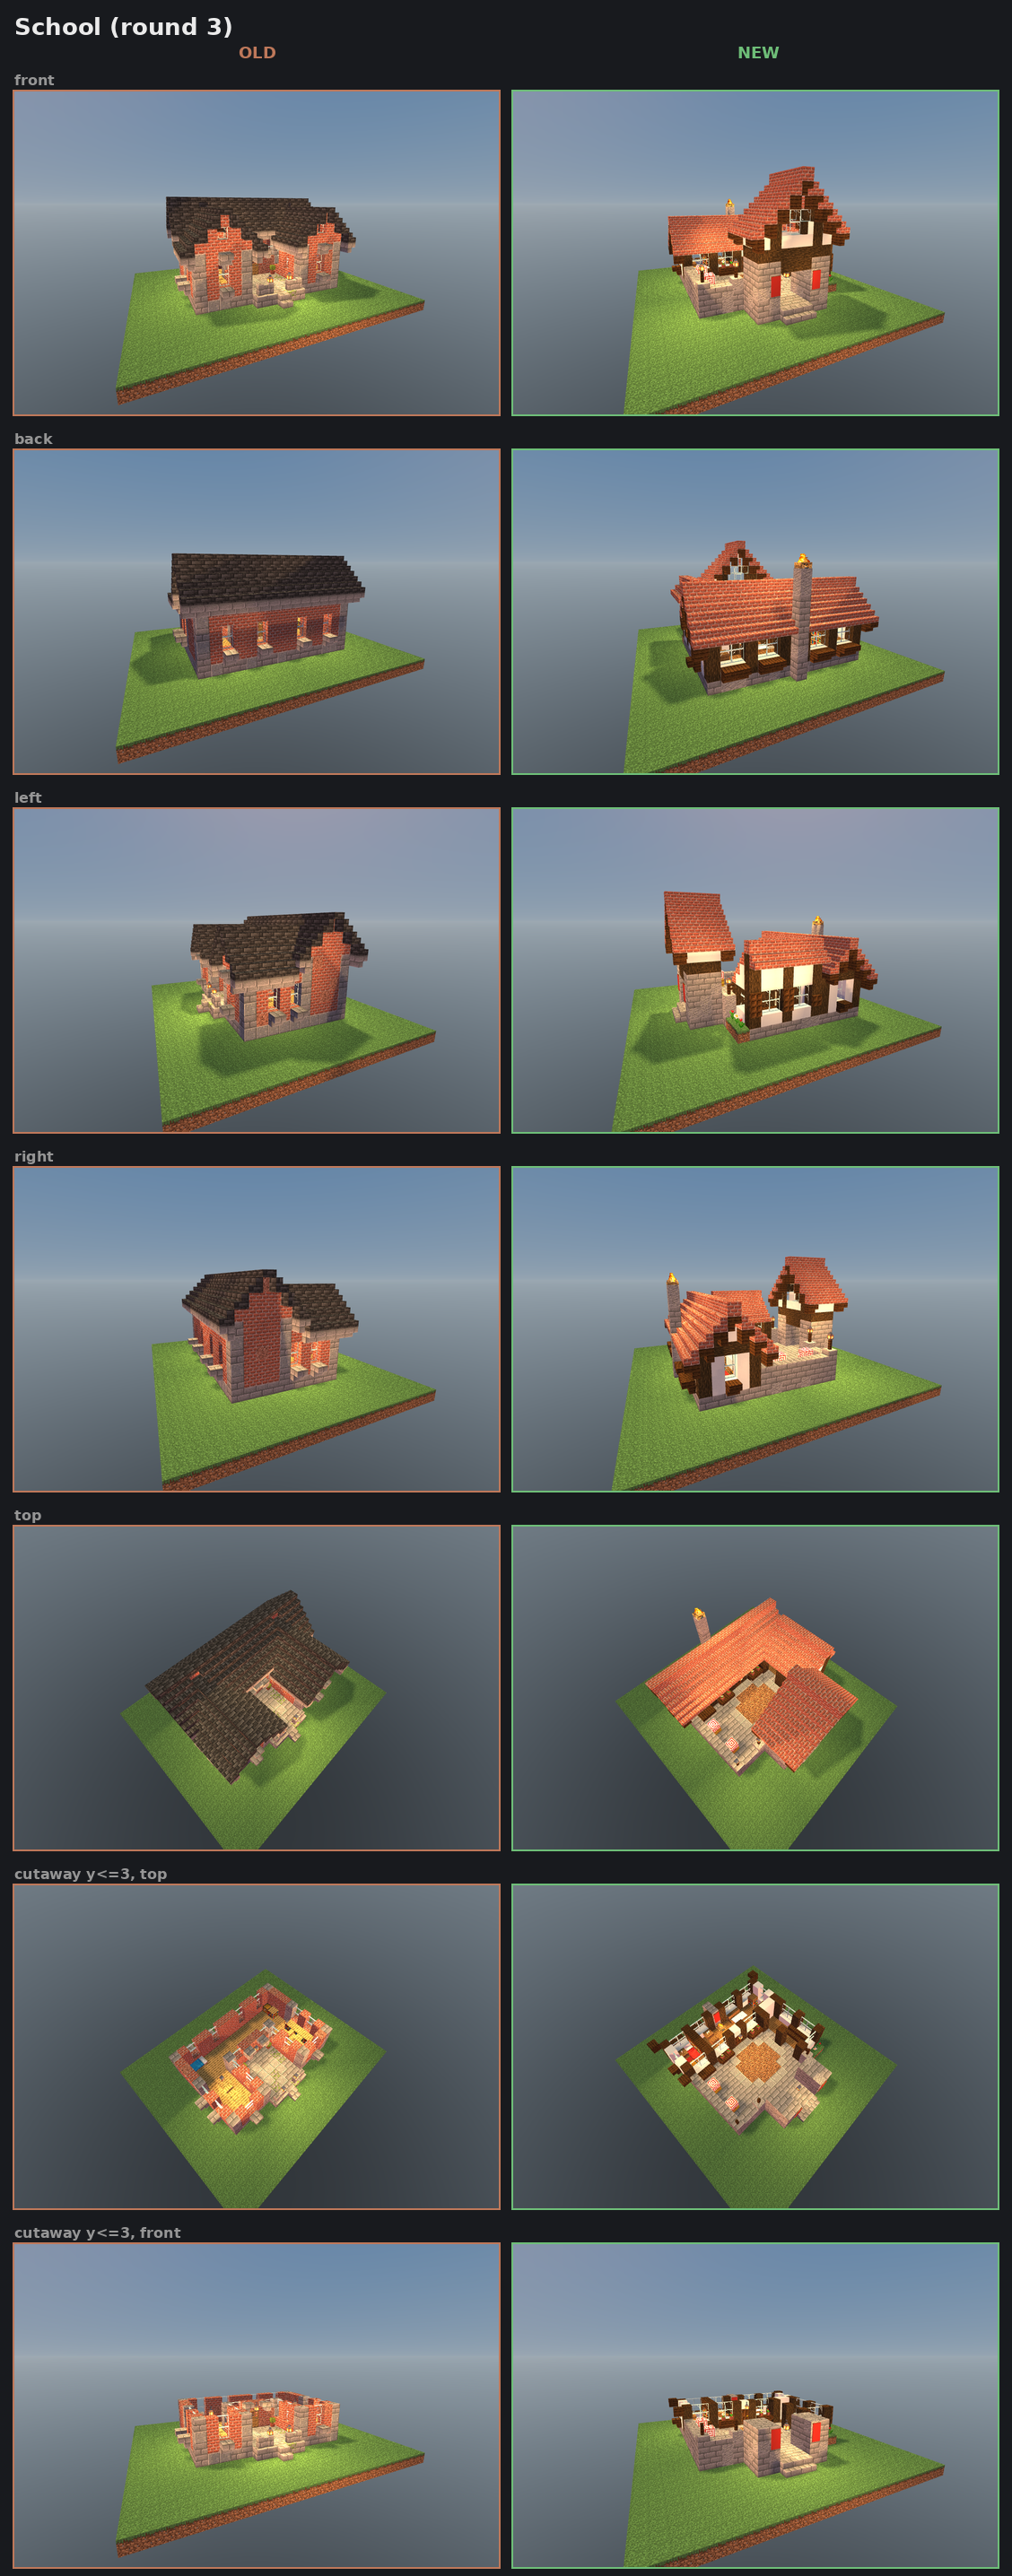 School (round 3)
OLD
NEW
front
back
left
right
top
cutaway y<=3, top
cutaway y<=3, front